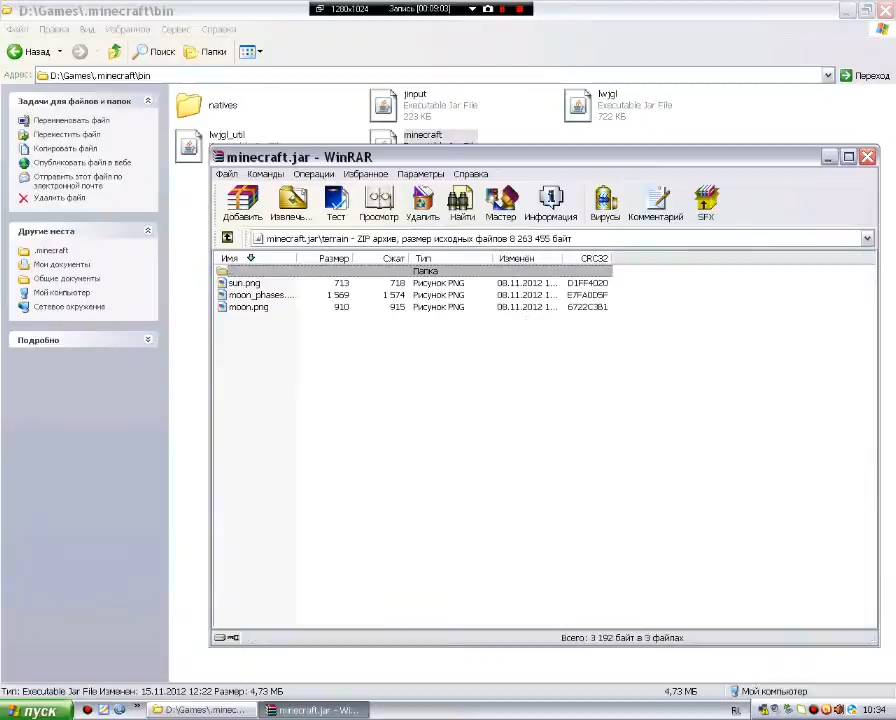 D:\Games\.minecraft\bin
1280x1024 Запись [00:09:03]
Файл Правка Вид Избранное Сервис Справка
Назад Поиск Папки
Адрес: D:\Games\.minecraft\bin Переход
Задачи для файлов и папок
Переименовать файл
Переместить файл
Копировать файл
Опубликовать файл в вебе
Отправить этот файл по
электронной почте
Удалить файл
Другие места
.minecraft
Мои документы
Общие документы
Мой компьютер
Сетевое окружение
Подробно
natives
jinput
Executable Jar File
223 КБ
lwjgl
Executable Jar File
722 КБ
lwjgl_util
minecraft
minecraft.jar - WinRAR
Файл Команды Операции Избранное Параметры Справка
Добавить Извлечь... Тест Просмотр Удалить Найти Мастер Информация Вирусы Комментарий SFX
minecraft.jar\terrain - ZIP архив, размер исходных файлов 8 263 455 байт
Имя Размер Сжат Тип Изменён CRC32
.. Папка
sun.png 713 718 Рисунок PNG 08.11.2012 1... D1FF4020
moon_phases.... 1 569 1 574 Рисунок PNG 08.11.2012 1... E7FA0D5F
moon.png 910 915 Рисунок PNG 08.11.2012 1... 6722C3B1
Всего: 3 192 байт в 3 файлах
Тип: Executable Jar File Изменен: 15.11.2012 12:22 Размер: 4,73 МБ 4,73 МБ Мой компьютер
пуск D:\Games\.minec... minecraft.jar - Wi... RL 10:34